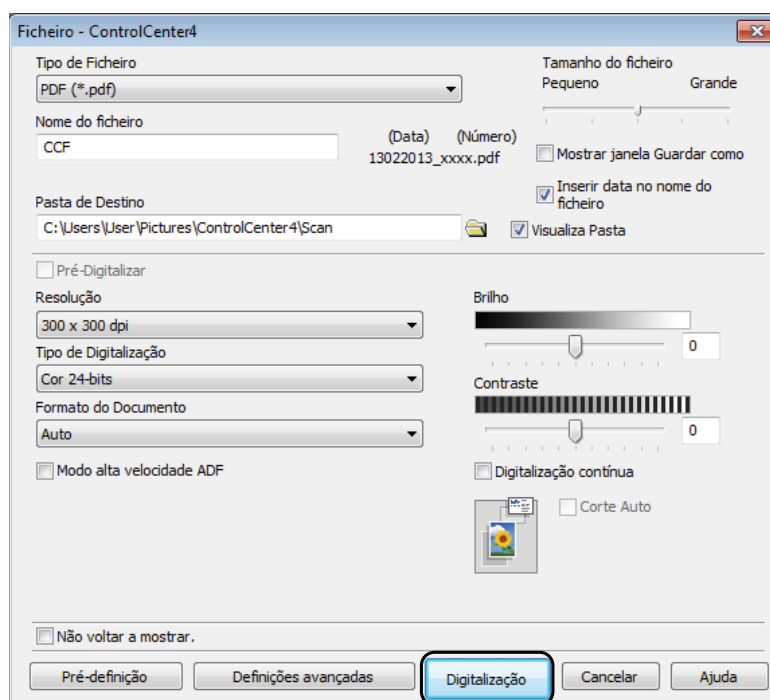 Ficheiro - ControlCenter4
Tipo de Ficheiro
PDF (*.pdf)
Nome do ficheiro
CCF
(Data) (Número)
13022013_xxxx.pdf
Pasta de Destino
C:\Users\User\Pictures\ControlCenter4\Scan
Tamanho do ficheiro
Pequeno Grande
Mostrar janela Guardar como
Inserir data no nome do
ficheiro
Visualiza Pasta
Pré-Digitalizar
Resolução
300 x 300 dpi
Tipo de Digitalização
Cor 24-bits
Formato do Documento
Auto
Modo alta velocidade ADF
Brilho
0
Contraste
0
Digitalização contínua
Corte Auto
Não voltar a mostrar.
Pré-definição Definições avançadas Digitalização Cancelar Ajuda